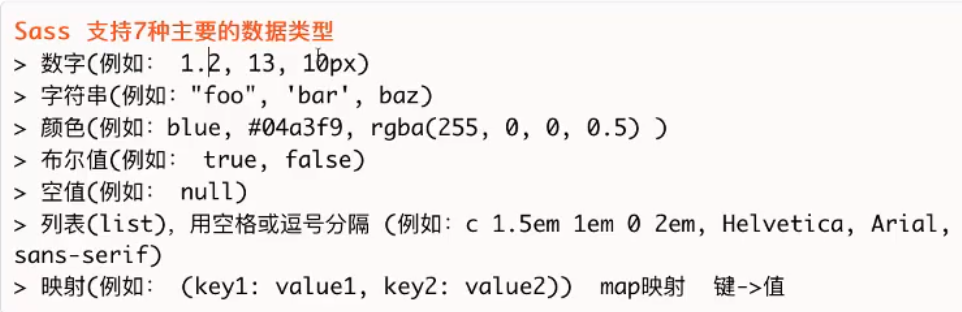 Sass 支持7种主要的数据类型
> 数字(例如： 1.2, 13, 10px)
> 字符串(例如："foo", 'bar', baz)
> 颜色(例如：blue, #04a3f9, rgba(255, 0, 0, 0.5) )
> 布尔值(例如： true, false)
> 空值(例如： null)
> 列表(list)，用空格或逗号分隔 (例如：c 1.5em 1em 0 2em, Helvetica, Arial,
sans-serif)
> 映射(例如： (key1: value1, key2: value2)) map映射 键->值